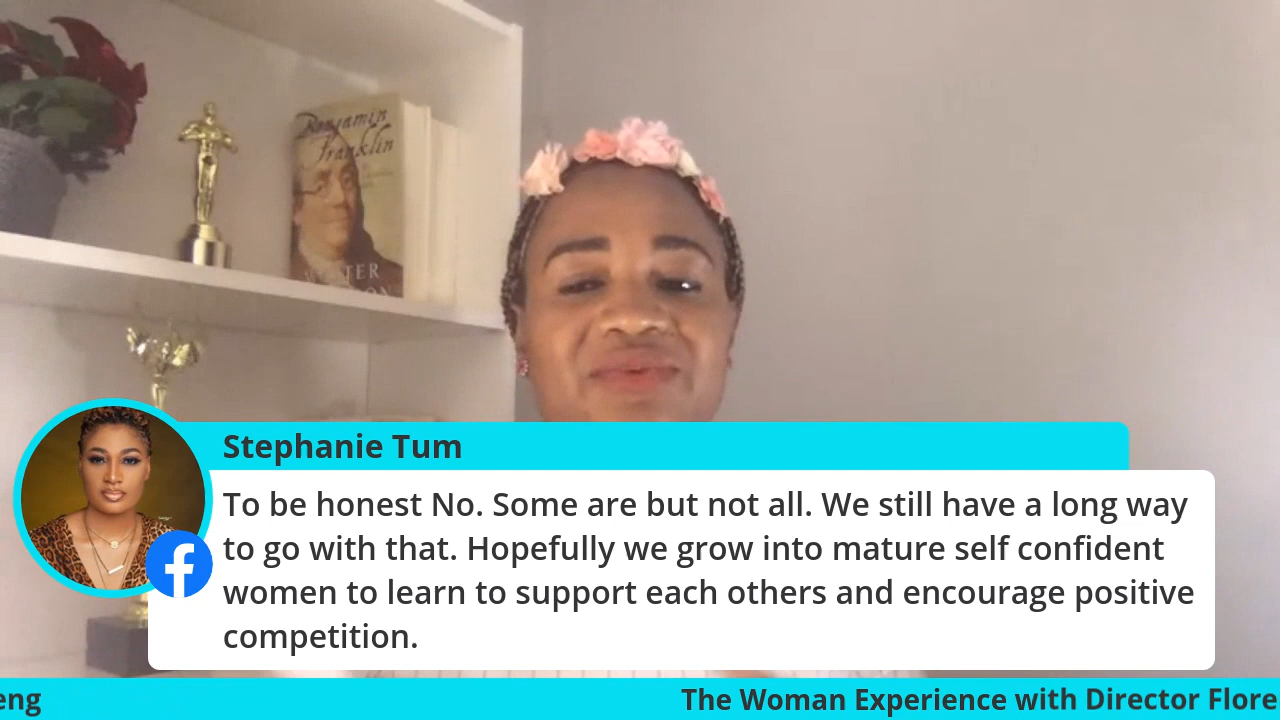 Benjamin
Franklin
Stephanie Tum
To be honest No. Some are but not all. We still have a long way
to go with that. Hopefully we grow into mature self confident
women to learn to support each others and encourage positive
competition.
eng
The Woman Experience with Director Flore